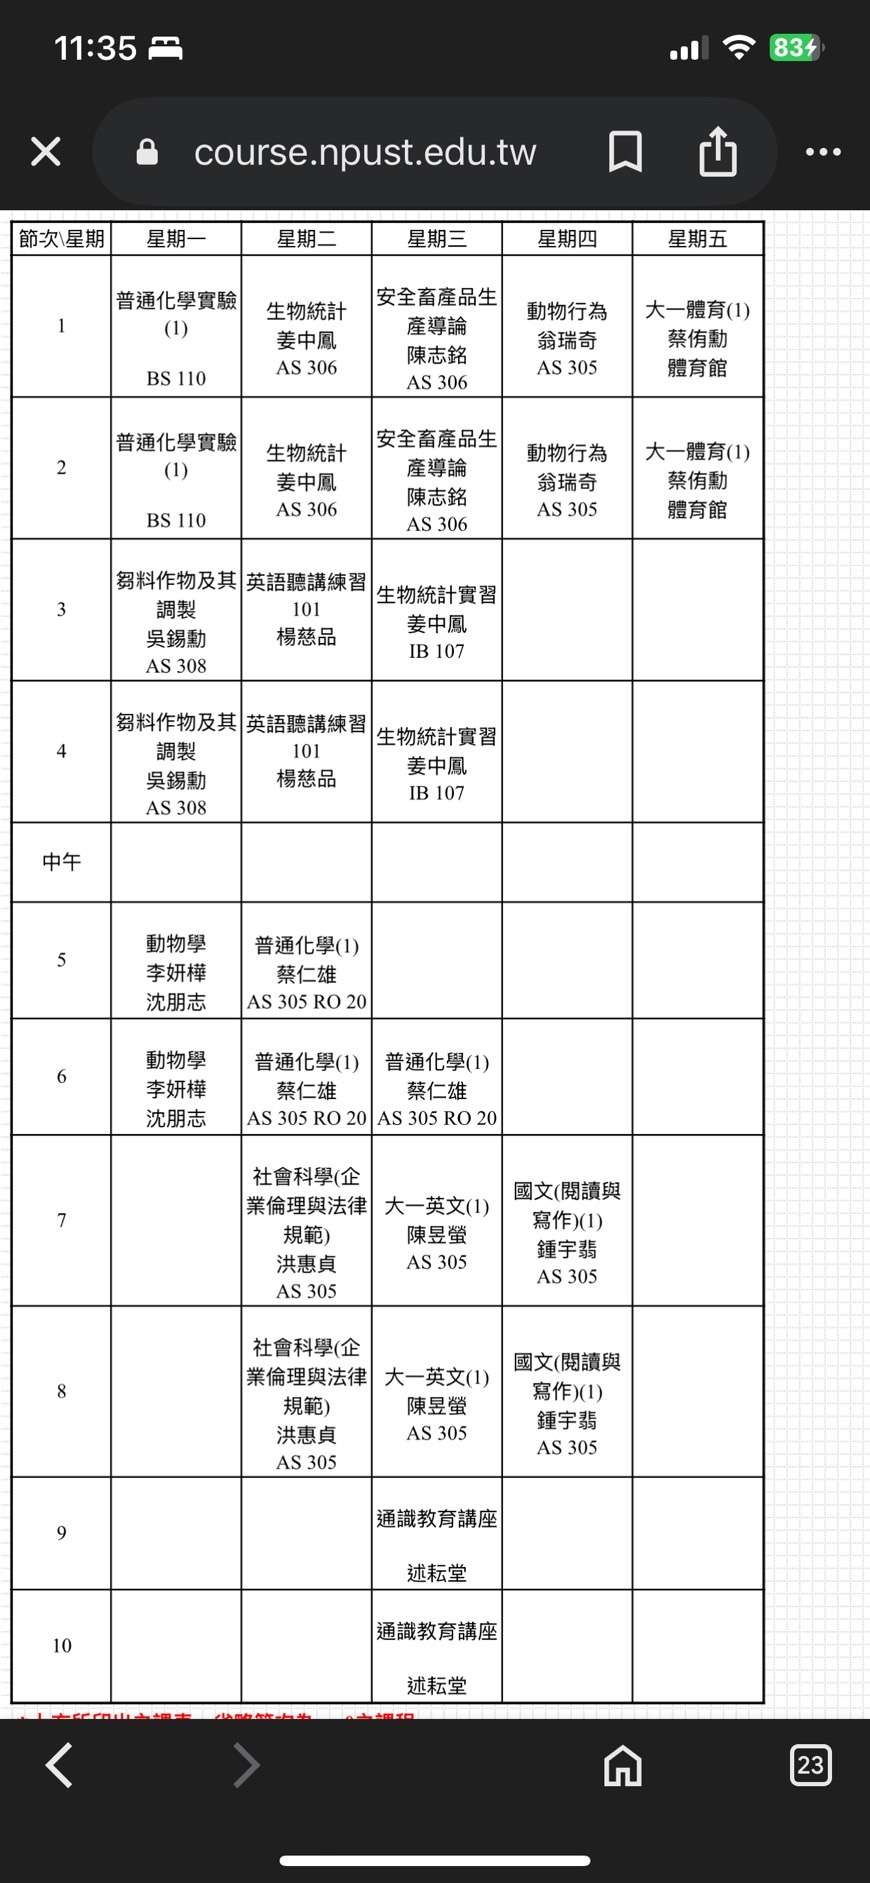 11:35
83
course.npust.edu.tw
節次\星期 星期一 星期二 星期三 星期四 星期五
1
普通化學實驗
(1)
BS 110
生物統計
姜中鳳
AS 306
安全畜產品生
產導論
陳志銘
AS 306
動物行為
翁瑞奇
AS 305
大一體育(1)
蔡侑勳
體育館
2
普通化學實驗
(1)
BS 110
生物統計
姜中鳳
AS 306
安全畜產品生
產導論
陳志銘
AS 306
動物行為
翁瑞奇
AS 305
大一體育(1)
蔡侑勳
體育館
3
芻料作物及其
調製
吳錫勳
AS 308
英語聽講練習
101
楊慈品
生物統計實習
姜中鳳
IB 107
4
芻料作物及其
調製
吳錫勳
AS 308
英語聽講練習
101
楊慈品
生物統計實習
姜中鳳
IB 107
中午
5
動物學
李妍樺
沈朋志
普通化學(1)
蔡仁雄
AS 305 RO 20
6
動物學
李妍樺
沈朋志
普通化學(1)
蔡仁雄
AS 305 RO 20
普通化學(1)
蔡仁雄
AS 305 RO 20
7
社會科學(企
業倫理與法律
規範)
洪惠貞
AS 305
大一英文(1)
陳昱螢
AS 305
國文(閱讀與
寫作)(1)
鍾宇翡
AS 305
8
社會科學(企
業倫理與法律
規範)
洪惠貞
AS 305
大一英文(1)
陳昱螢
AS 305
國文(閱讀與
寫作)(1)
鍾宇翡
AS 305
9
通識教育講座
述耘堂
10
通識教育講座
述耘堂
23